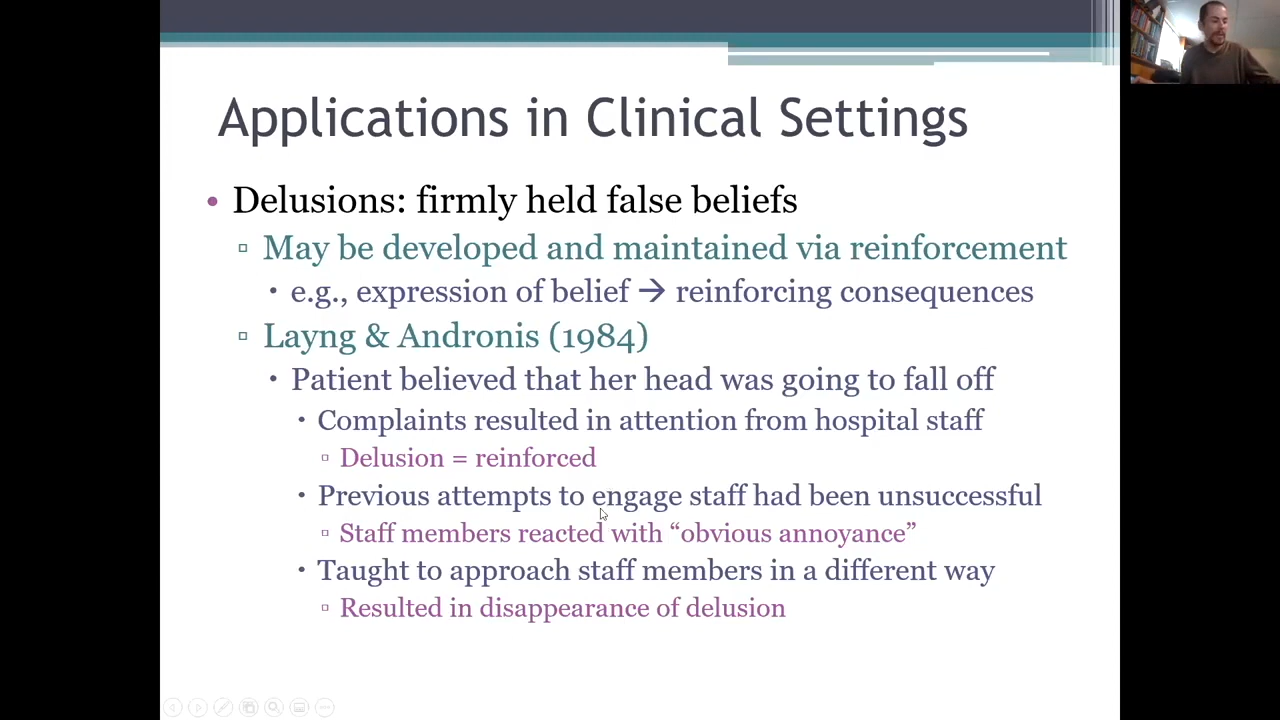 Applications in Clinical Settings
• Delusions: firmly held false beliefs
▫ May be developed and maintained via reinforcement
• e.g., expression of belief → reinforcing consequences
▫ Layng & Andronis (1984)
• Patient believed that her head was going to fall off
• Complaints resulted in attention from hospital staff
▫ Delusion = reinforced
• Previous attempts to engage staff had been unsuccessful
▫ Staff members reacted with “obvious annoyance”
• Taught to approach staff members in a different way
▫ Resulted in disappearance of delusion